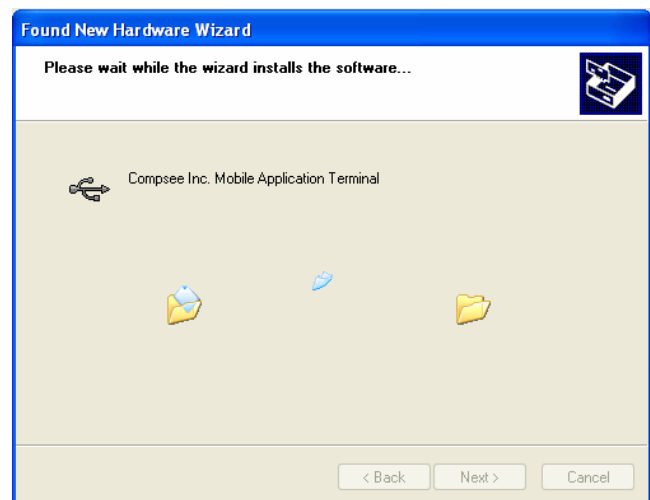 Found New Hardware Wizard
Please wait while the wizard installs the software...
Compsee Inc. Mobile Application Terminal
< Back Next > Cancel